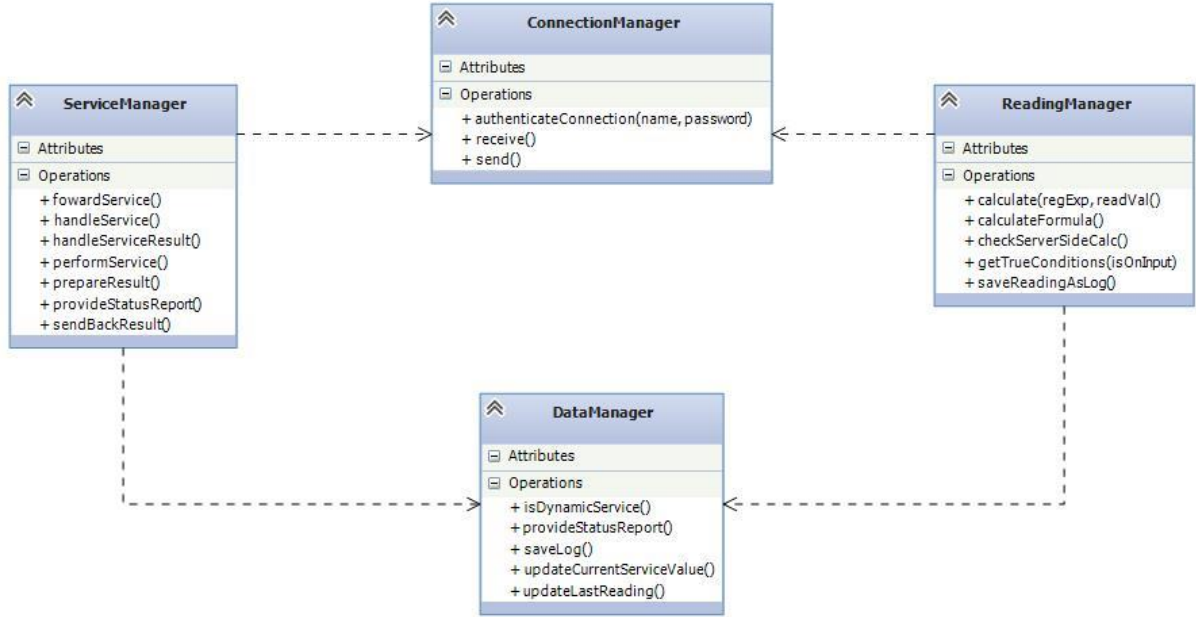 ConnectionManager
Attributes
Operations
+ authenticateConnection(name, password)
+ receive()
+ send()
ServiceManager
Attributes
Operations
+ fowardService()
+ handleService()
+ handleServiceResult()
+ performService()
+ prepareResult()
+ provideStatusReport()
+ sendBackResult()
ReadingManager
Attributes
Operations
+ calculate(regExp, readVal()
+ calculateFormula()
+ checkServerSideCalc()
+ getTrueConditions(isOnInput)
+ saveReadingAsLog()
DataManager
Attributes
Operations
+ isDynamicService()
+ provideStatusReport()
+ saveLog()
+ updateCurrentServiceValue()
+ updateLastReading()